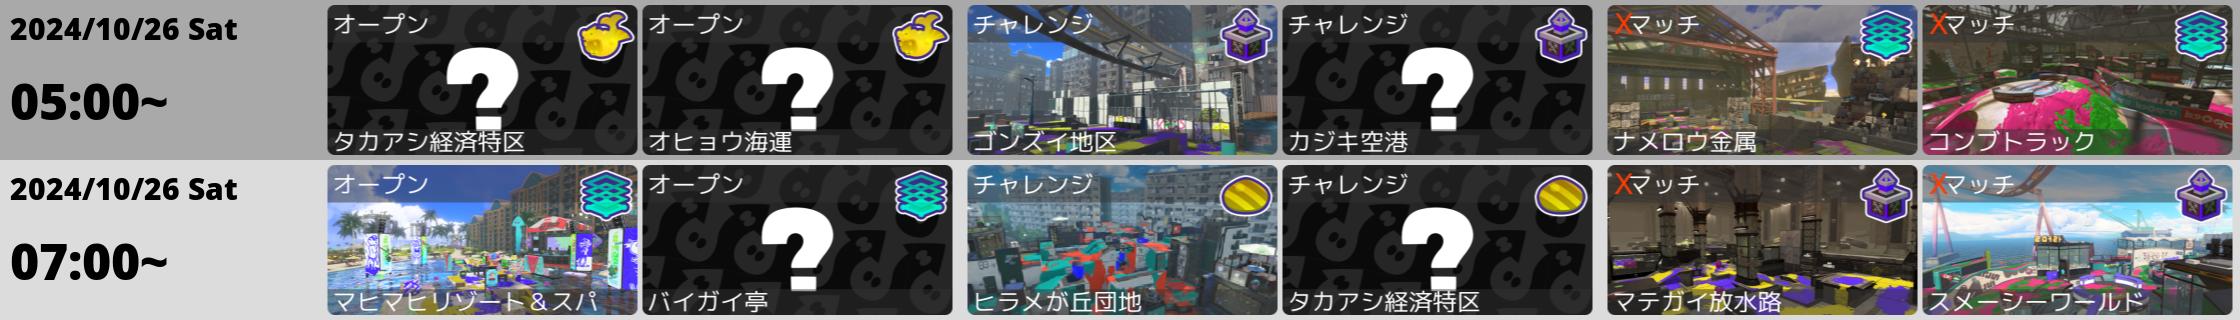 2024/10/26 Sat
05:00~
オープン
タカアシ経済特区
オープン
オヒョウ海運
チャレンジ
ゴンズイ地区
チャレンジ
カジキ空港
Xマッチ
ナメロウ金属
Xマッチ
コンブトラック
2024/10/26 Sat
07:00~
オープン
マヒマヒリゾート＆スパ
オープン
バイガイ亭
チャレンジ
ヒラメが丘団地
チャレンジ
タカアシ経済特区
Xマッチ
マテガイ放水路
Xマッチ
スメーシーワールド